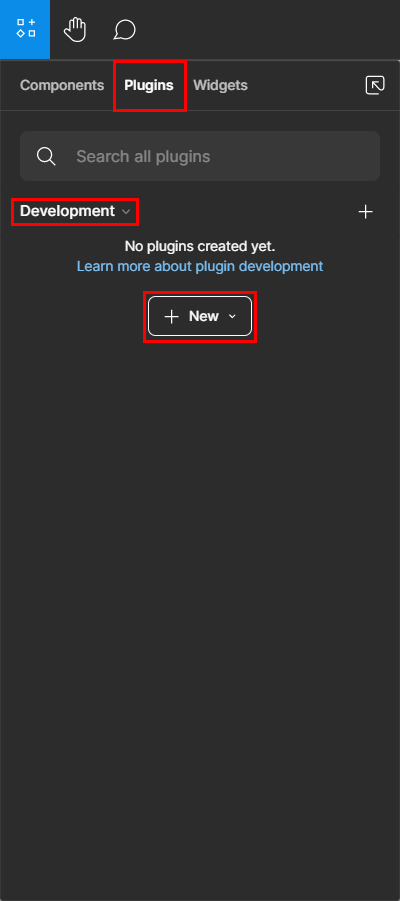 Components Plugins Widgets
Search all plugins
Development
No plugins created yet.
Learn more about plugin development
New